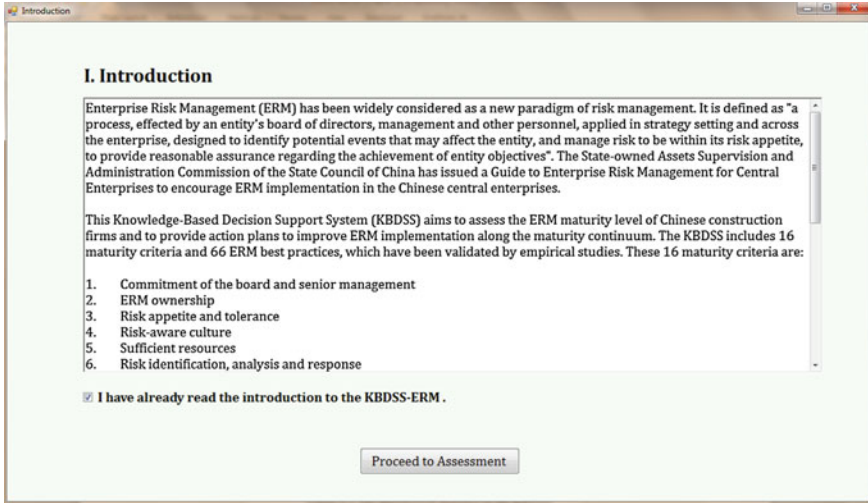 Introduction
I. Introduction
Enterprise Risk Management (ERM) has been widely considered as a new paradigm of risk management. It is defined as "a
process, effected by an entity's board of directors, management and other personnel, applied in strategy setting and across
the enterprise, designed to identify potential events that may affect the entity, and manage risk to be within its risk appetite,
to provide reasonable assurance regarding the achievement of entity objectives". The State-owned Assets Supervision and
Administration Commission of the State Council of China has issued a Guide to Enterprise Risk Management for Central
Enterprises to encourage ERM implementation in the Chinese central enterprises.
This Knowledge-Based Decision Support System (KBDSS) aims to assess the ERM maturity level of Chinese construction
firms and to provide action plans to improve ERM implementation along the maturity continuum. The KBDSS includes 16
maturity criteria and 66 ERM best practices, which have been validated by empirical studies. These 16 maturity criteria are:
1. Commitment of the board and senior management
2. ERM ownership
3. Risk appetite and tolerance
4. Risk-aware culture
5. Sufficient resources
6. Risk identification, analysis and response
I have already read the introduction to the KBDSS-ERM .
Proceed to Assessment